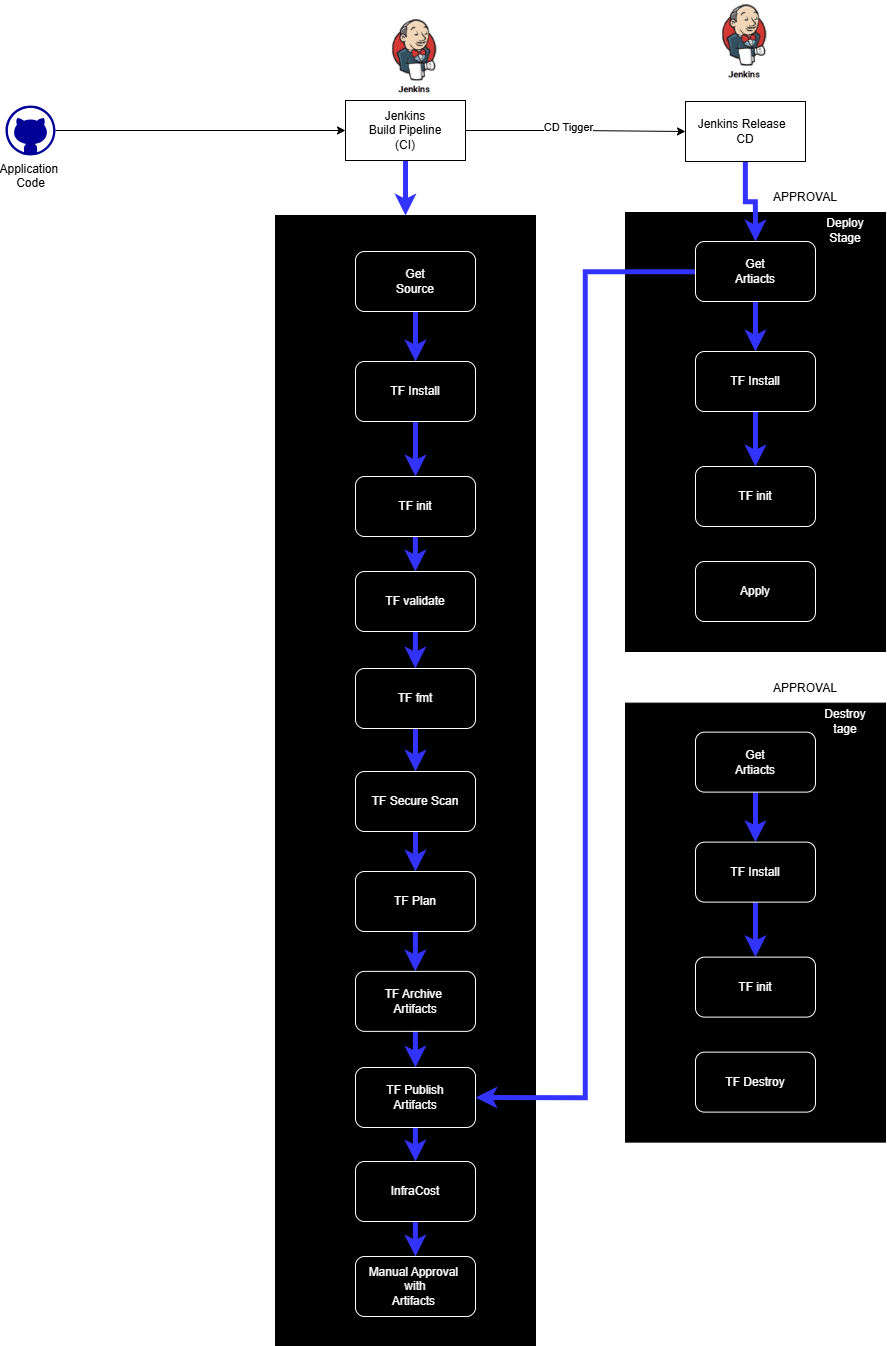 Jenkins
Jenkins
Application
Code
Jenkins
Build Pipeline
(CI)
CD Tigger
Jenkins Release
CD
APPROVAL
Get
Source
TF Install
TF init
TF validate
TF fmt
TF Secure Scan
TF Plan
TF Archive
Artifacts
TF Publish
Artifacts
InfraCost
Manual Approval
with
Artifacts
Deploy
Stage
Get
Artiacts
TF Install
TF init
Apply
APPROVAL
Destroy
tage
Get
Artiacts
TF Install
TF init
TF Destroy